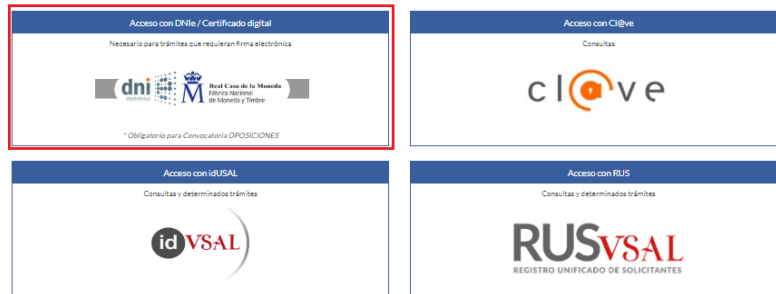 Acceso con DNIe / Certificado digital
Necesario para trámites que requieran firma electrónica
dni
electrónico
Real Casa de la Moneda
Fábrica Nacional
de Moneda y Timbre
* Obligatorio para Convocatoria OPOSICIONES
Acceso con Cl@ve
Consultas
cl@ve
Acceso con idUSAL
Consultas y determinados trámites
id VSAL
Acceso con RUS
Consultas y determinados trámites
RUSVSAL
REGISTRO UNIFICADO DE SOLICITANTES